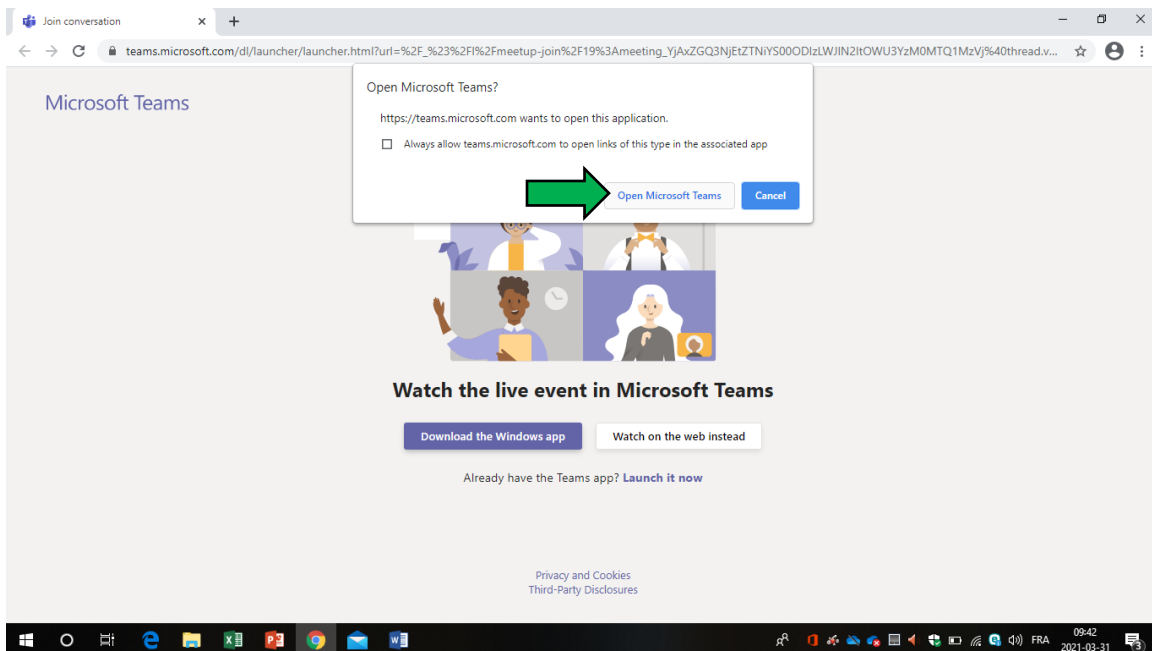 Join conversation
teams.microsoft.com/dl/launcher/launcher.html?url=%2F_%23%2Fl%2Fmeetup-join%2F19%3Ameeting_YjAxZGQ3NjEtZTNiYS00ODIzLWJlN2ItOWU3YzM0MTQ1MzVj%40thread.v...
Microsoft Teams
Open Microsoft Teams?
https://teams.microsoft.com wants to open this application.
Always allow teams.microsoft.com to open links of this type in the associated app
Open Microsoft Teams Cancel
Watch the live event in Microsoft Teams
Download the Windows app Watch on the web instead
Already have the Teams app? Launch it now
Privacy and Cookies
Third-Party Disclosures
FRA 09:42
2021-03-31